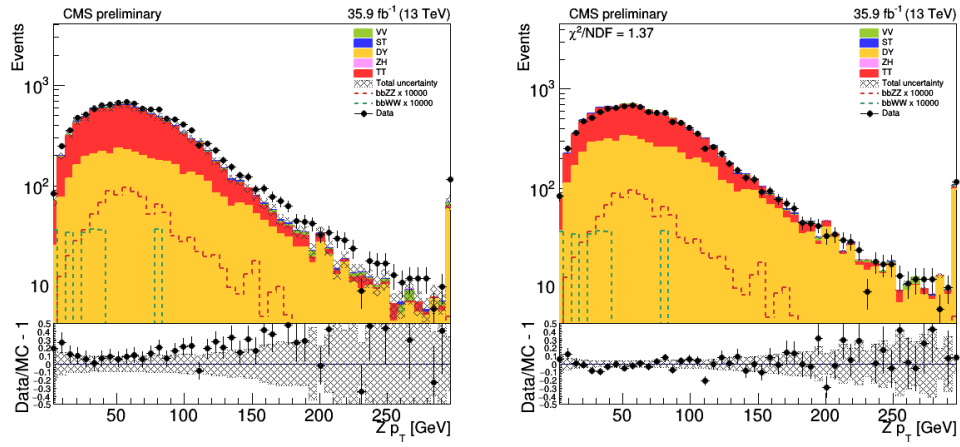 CMS preliminary 35.9 fb⁻¹ (13 TeV)
Events
VV
ST
DY
ZH
TT
Total uncertainty
bbZZ x 10000
bbWW x 10000
Data
10³
10²
10
Data/MC - 1
0.5
0.4
0.3
0.2
0.1
0
-0.1
-0.2
-0.3
-0.4
-0.5
50 100 150 200 250 300
Z p_T [GeV]
CMS preliminary 35.9 fb⁻¹ (13 TeV)
χ²/NDF = 1.37
Events
VV
ST
DY
ZH
TT
Total uncertainty
bbZZ x 10000
bbWW x 10000
Data
10³
10²
10
Data/MC - 1
0.5
0.4
0.3
0.2
0.1
0
-0.1
-0.2
-0.3
-0.4
-0.5
50 100 150 200 250 300
Z p_T [GeV]